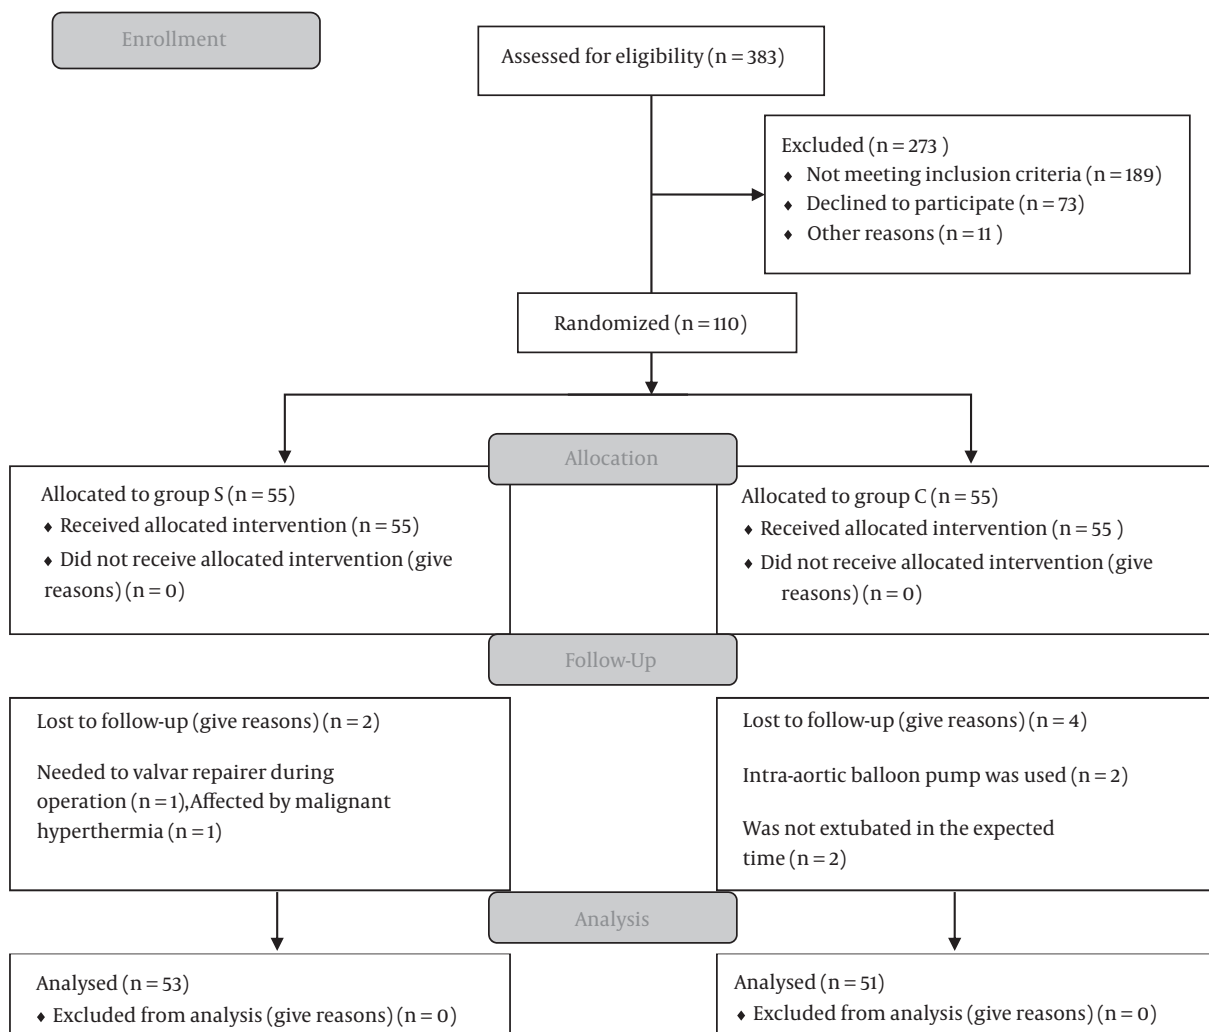 Enrollment
Assessed for eligibility (n = 383)
Excluded (n = 273 )
♦ Not meeting inclusion criteria (n = 189)
♦ Declined to participate (n = 73)
♦ Other reasons (n = 11 )
Randomized (n = 110)
Allocation
Allocated to group S (n = 55)
♦ Received allocated intervention (n = 55)
♦ Did not receive allocated intervention (give
reasons) (n = 0)
Allocated to group C (n = 55)
♦ Received allocated intervention (n = 55 )
♦ Did not receive allocated intervention (give
reasons) (n = 0)
Follow-Up
Lost to follow-up (give reasons) (n = 2)
Needed to valvar repairer during
operation (n = 1),Affected by malignant
hyperthermia (n = 1)
Lost to follow-up (give reasons) (n = 4)
Intra-aortic balloon pump was used (n = 2)
Was not extubated in the expected
time (n = 2)
Analysis
Analysed (n = 53)
♦ Excluded from analysis (give reasons) (n = 0)
Analysed (n = 51)
♦ Excluded from analysis (give reasons) (n = 0)